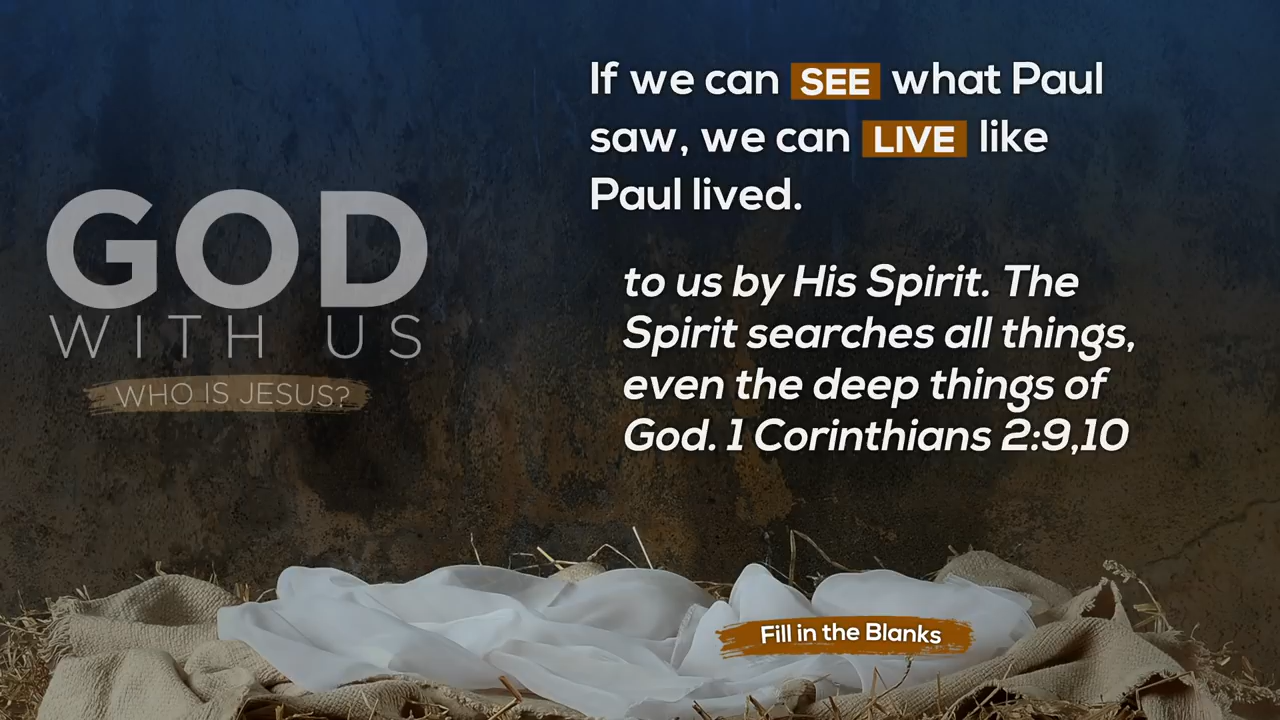 GOD
WITH US
WHO IS JESUS?
If we can SEE what Paul
saw, we can LIVE like
Paul lived.
to us by His Spirit. The
Spirit searches all things,
even the deep things of
God. 1 Corinthians 2:9,10
Fill in the Blanks